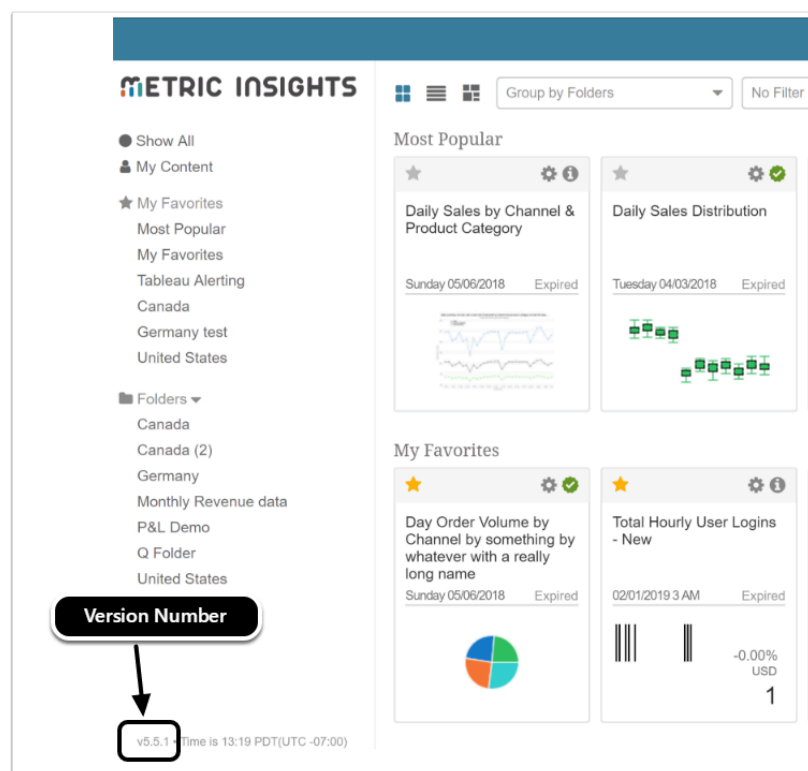 METRIC INSIGHTS
Show All
My Content
My Favorites
Most Popular
My Favorites
Tableau Alerting
Canada
Germany test
United States
Folders
Canada
Canada (2)
Germany
Monthly Revenue data
P&L Demo
Q Folder
United States
Version Number
v5.5.1 • Time is 13:19 PDT(UTC -07:00)
Group by Folders
No Filter
Most Popular
Daily Sales by Channel &
Product Category
Sunday 05/06/2018 Expired
Daily Sales Distribution
Tuesday 04/03/2018 Expired
My Favorites
Day Order Volume by
Channel by something by
whatever with a really
long name
Sunday 05/06/2018 Expired
Total Hourly User Logins
- New
02/01/2019 3 AM Expired
-0.00%
USD
1